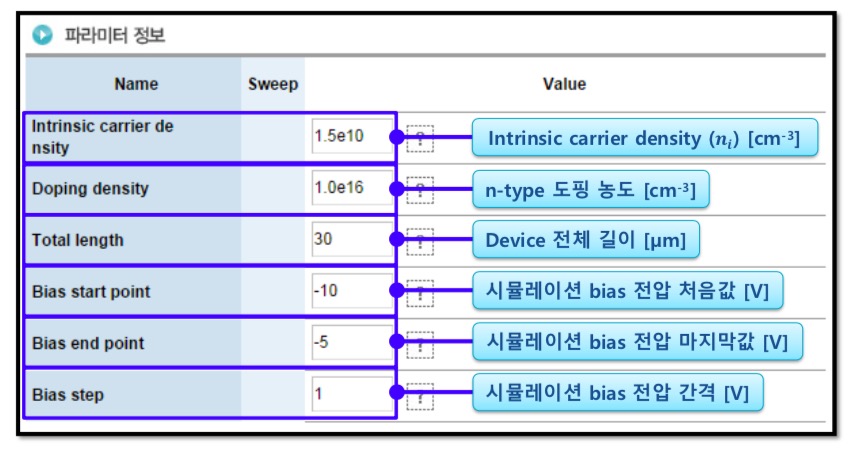 파라미터 정보
Name Sweep Value
Intrinsic carrier de
nsity 1.5e10 ? Intrinsic carrier density (nᵢ) [cm⁻³]
Doping density 1.0e16 ? n-type 도핑 농도 [cm⁻³]
Total length 30 ? Device 전체 길이 [μm]
Bias start point -10 ? 시뮬레이션 bias 전압 처음값 [V]
Bias end point -5 ? 시뮬레이션 bias 전압 마지막값 [V]
Bias step 1 ? 시뮬레이션 bias 전압 간격 [V]